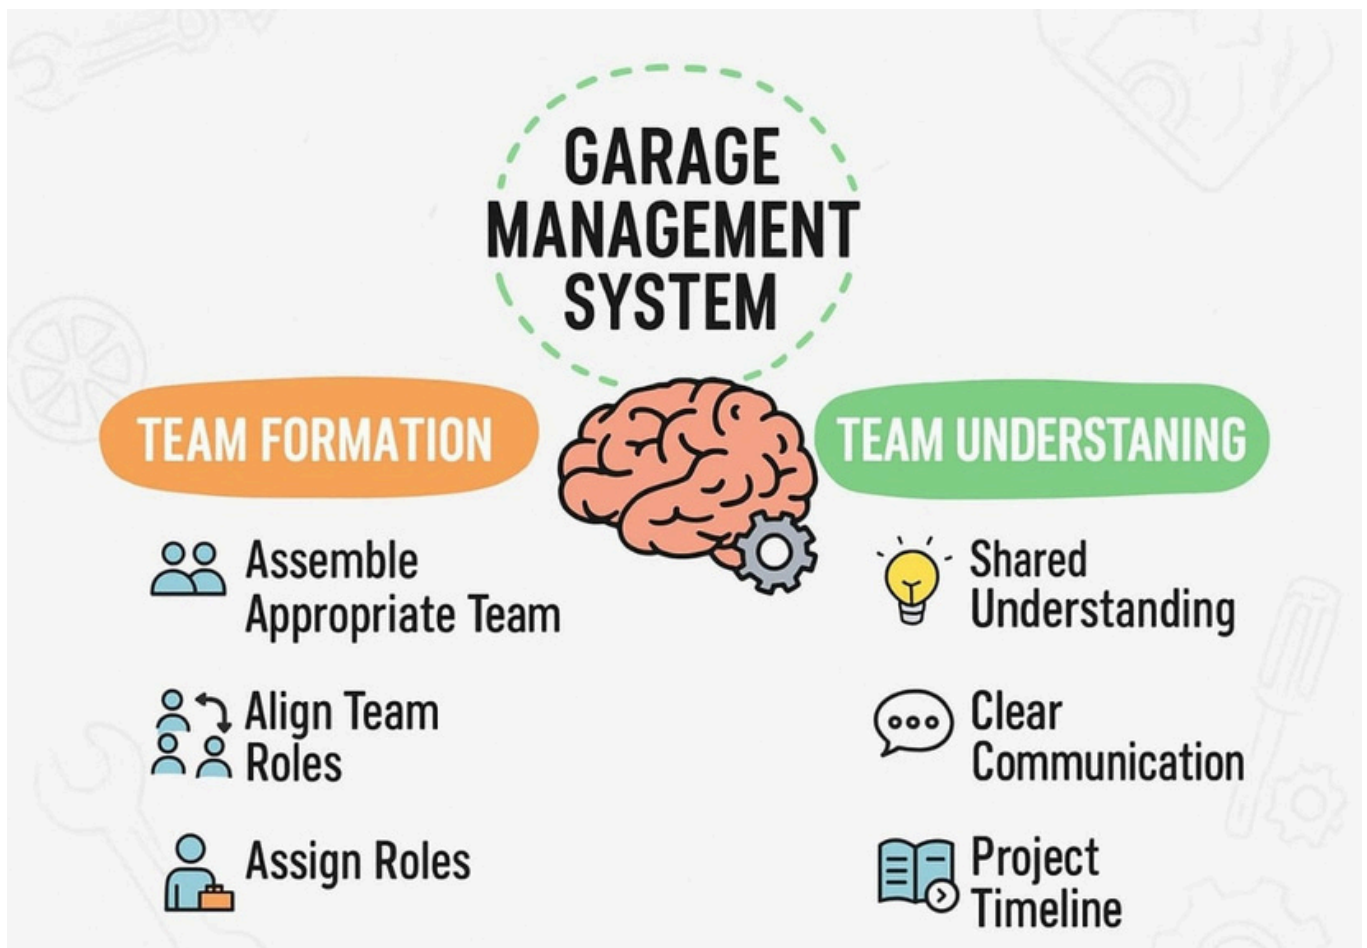 GARAGE
MANAGEMENT
SYSTEM
TEAM FORMATION
Assemble
Appropriate Team
Align Team
Roles
Assign Roles
TEAM UNDERSTANING
Shared
Understanding
Clear
Communication
Project
Timeline